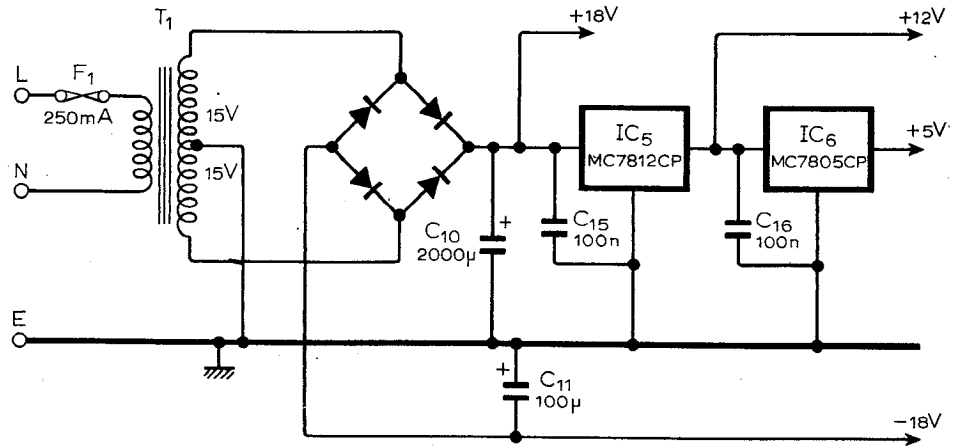 T1
+18V
+12V
L
F1
250mA
15V
IC5
MC7812CP
IC6
MC7805CP
+5V
N
15V
C10
2000µ
+
C15
100n
C16
100n
E
+
C11
100µ
-18V